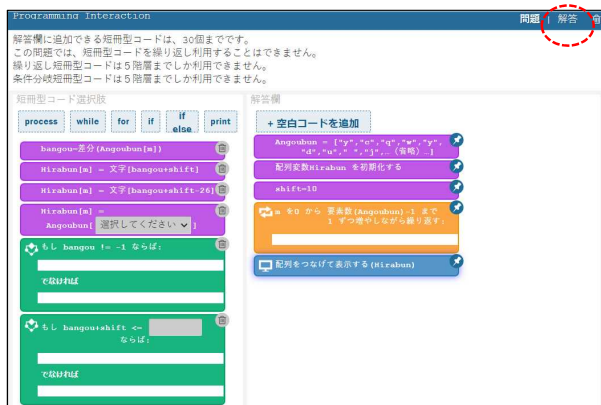 Programming Interaction
問題 | 解答
解答欄に追加できる短冊型コードは、30個までです。
この問題では、短冊型コードを繰り返し利用することはできません。
繰り返し短冊型コードは５階層までしか利用できません。
条件分岐短冊型コードは５階層までしか利用できません。
短冊型コード選択肢
process
while
for
if
if else
print
bangou=差分(Angoubun[m])
Hirabun[m] = 文字[bangou+shift]
Hirabun[m] = 文字[bangou+shift-26]
Hirabun[m] =
Angoubun[ 選択してください ]
もし bangou != -1 ならば:
でなければ
もし bangou+shift <=
ならば:
でなければ
解答欄
+ 空白コードを追加
Angoubun = ["y","o","q","w","y",
"d","u"," ","j",…（省略）…]
配列変数Hirabun を初期化する
shift=10
m を0 から 要素数(Angoubun)-1 まで
1 ずつ増やしながら繰り返す:
配列をつなげて表示する(Hirabun)